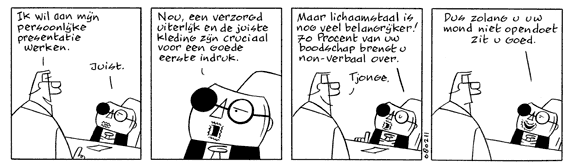 Ik wil aan mijn
persoonlijke
presentatie
werken.
Juist.
Nou, een verzorgd
uiterlijk en de juiste
kleding zijn cruciaal
voor een goede
eerste indruk.
Maar lichaamstaal is
nog veel belangrijker!
70 procent van uw
boodschap brengt u
non-verbaal over.
Tjonge.
Dus zolang u uw
mond niet opendoet
zit u goed.
080211